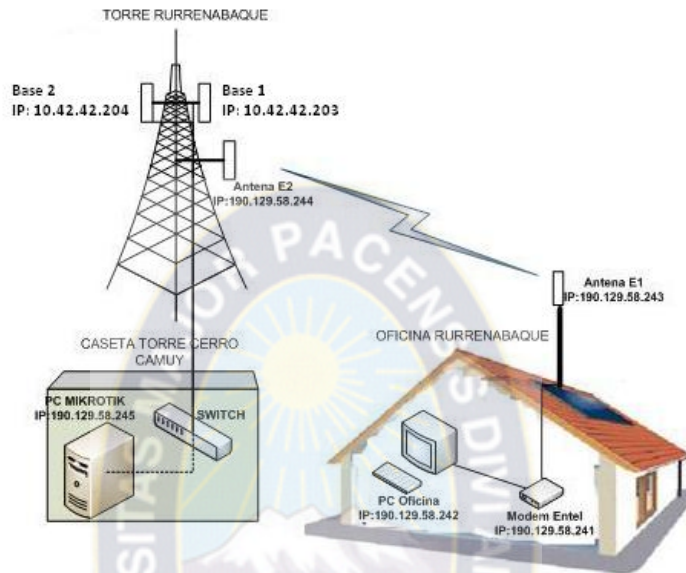 TORRE RURRENABAQUE
Base 2
IP: 10.42.42.204
Base 1
IP: 10.42.42.203
Antena E2
IP:190.129.58.244
Antena E1
IP:190.129.58.243
CASETA TORRE CERRO
CAMUY
PC MIKROTIK
IP:190.129.58.245
SWITCH
OFICINA RURRENABAQUE
PC Oficina
IP:190.129.58.242
Modem Entel
IP:190.129.58.241